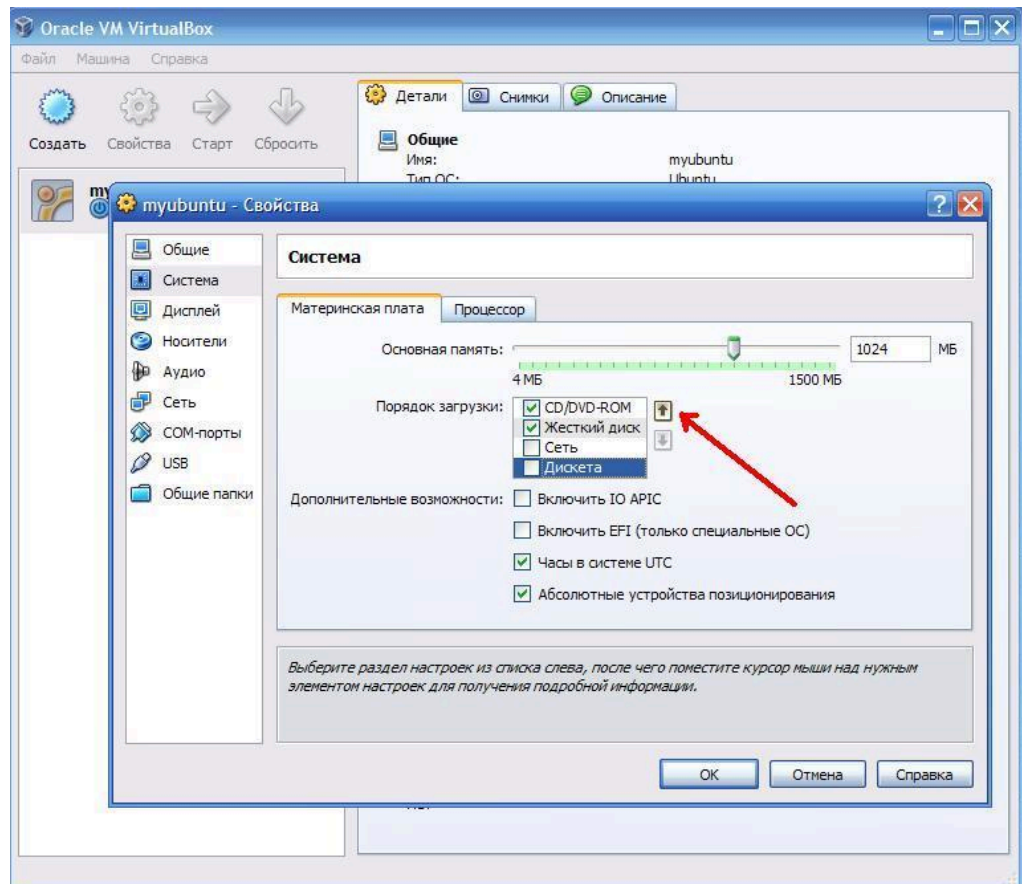 Oracle VM VirtualBox
Файл Машина Справка
Создать Свойства Старт Сбросить
Детали Снимки Описание
Общие
Имя: myubuntu
Тип ОС: Ubuntu
my
myubuntu - Свойства
Общие
Система
Дисплей
Носители
Аудио
Сеть
COM-порты
USB
Общие папки
Система
Материнская плата Процессор
Основная память: 1024 МБ
4 МБ 1500 МБ
Порядок загрузки: CD/DVD-ROM
Жесткий диск
Сеть
Дискета
Дополнительные возможности: Включить IO APIC
Включить EFI (только специальные ОС)
Часы в системе UTC
Абсолютные устройства позиционирования
Выберите раздел настроек из списка слева, после чего поместите курсор мыши над нужным
элементом настроек для получения подробной информации.
OK Отмена Справка